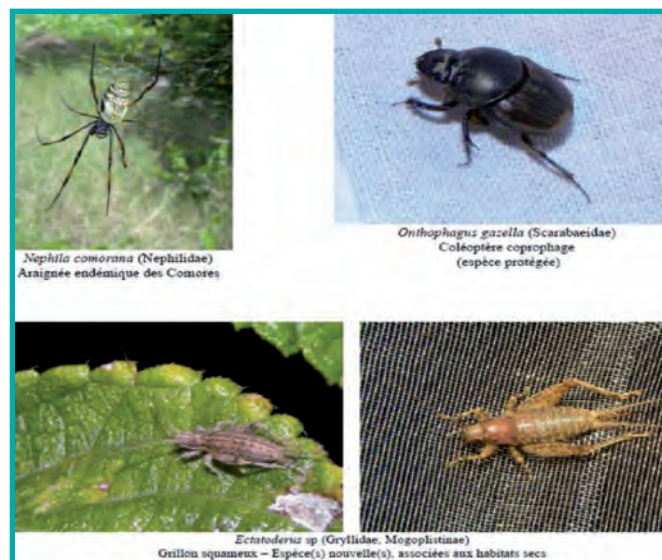 Nephila comorana (Nephilidae)
Araignée endémique des Comores
Onthophagus gazella (Scarabaeidae)
Coléoptère coprophage
(espèce protégée)
Ectatoderus sp (Gryllidae, Mogoplistinae)
Grillon squameux – Espèce(s) nouvelle(s), associées aux habitats secs